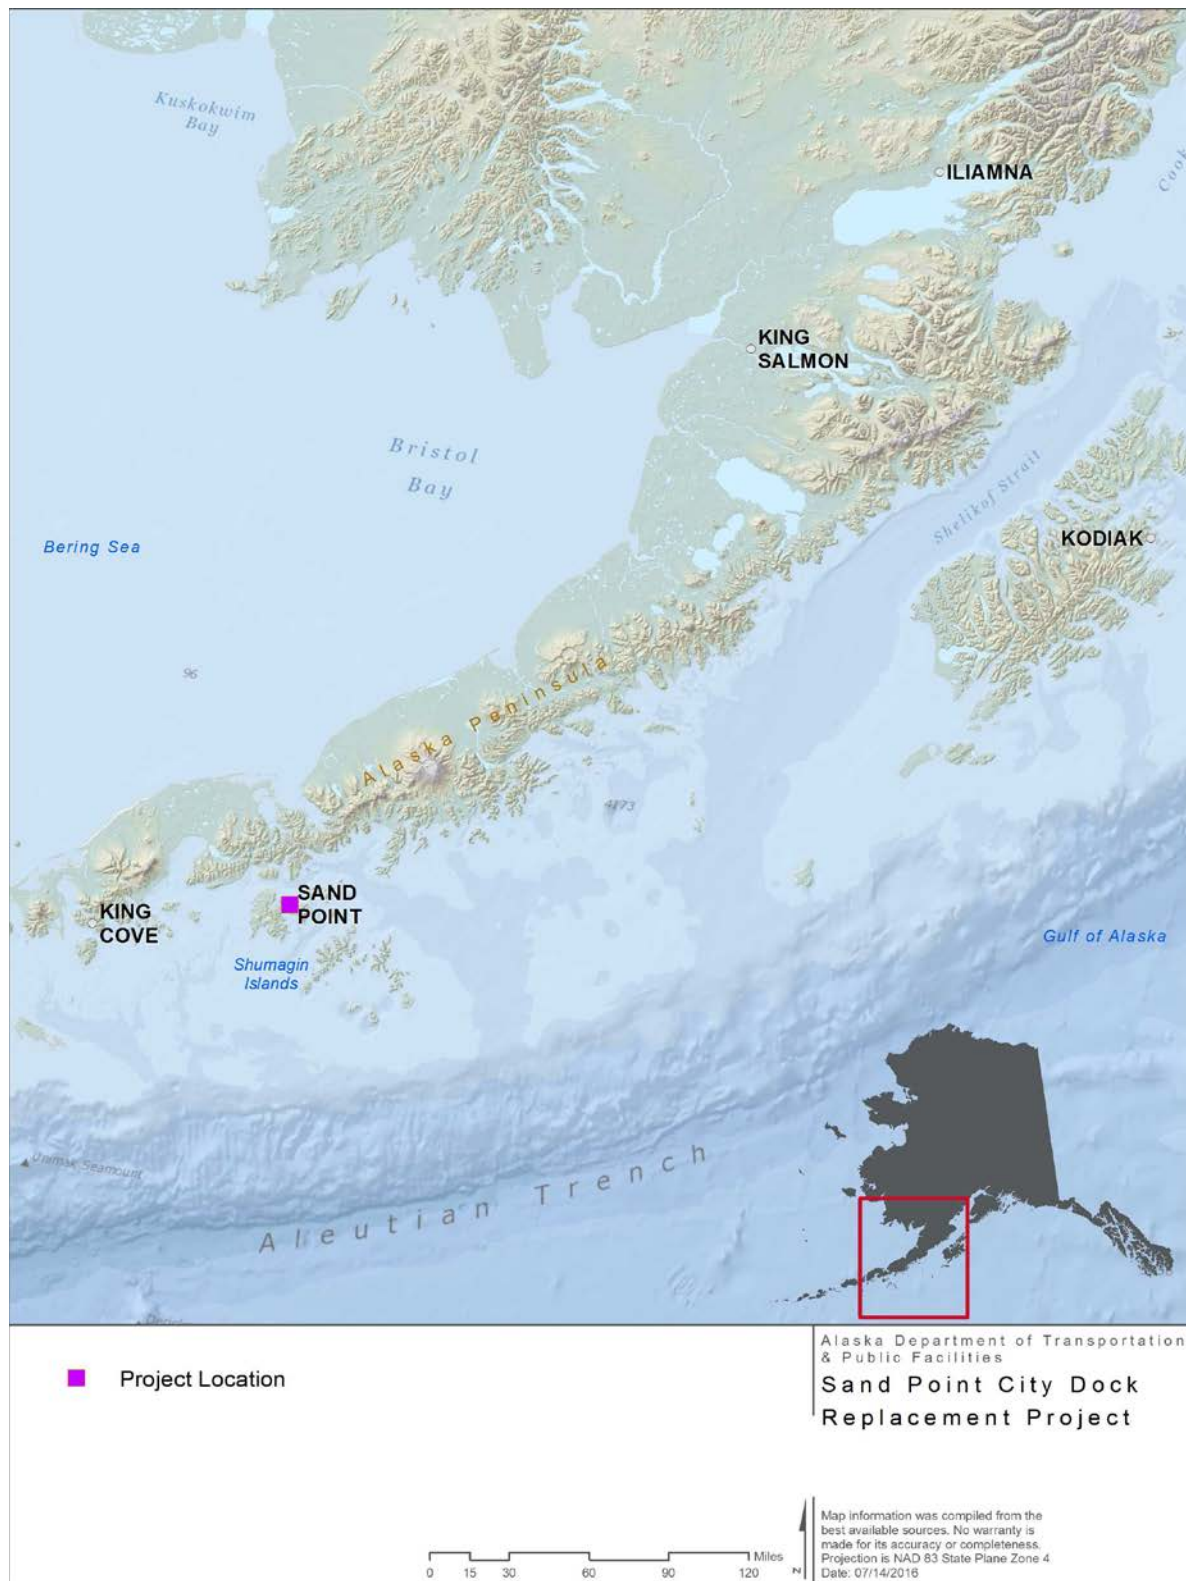 Kuskokwim
Bay
ILIAMNA
Cook
KING
SALMON
Bristol
Bay
Shelikof Strait
Bering Sea
KODIAK
96
Alaska Peninsula
4173
SAND
POINT
KING
COVE
Gulf of Alaska
Shumagin
Islands
Unimak Seamount
Aleutian Trench
Project Location
Alaska Department of Transportation
& Public Facilities
Sand Point City Dock
Replacement Project
Map information was compiled from the
best available sources. No warranty is
made for its accuracy or completeness.
Projection is NAD 83 State Plane Zone 4
Date: 07/14/2016
Miles
0 15 30 60 90 120
N